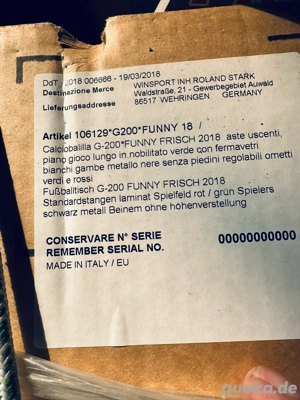 DdT 2018 006686 - 19/03/2018
WINSPORT INH.ROLAND STARK
Destinazione Merce
Waldstraße, 21 - Gewerbegebiet Auwald
Lieferungsaddresse
86517 WEHRINGEN GERMANY
Artikel 106129*G200*FUNNY 18 /
Calciobalilla G-200*FUNNY FRISCH 2018 aste uscenti,
piano gioco lungo in nobilitato verde con fermavetri
bianchi gambe metallo nere senza piedini regolabili ometti
verdi e rossi
Fußballtisch G-200 FUNNY FRISCH 2018
Standardstangen laminat Spielfeld rot / grün Spielers
schwarz metall Beinem ohne höhenverstellung
CONSERVARE N° SERIE
REMEMBER SERIAL NO.
00000000000
MADE IN ITALY / EU
quoka.de